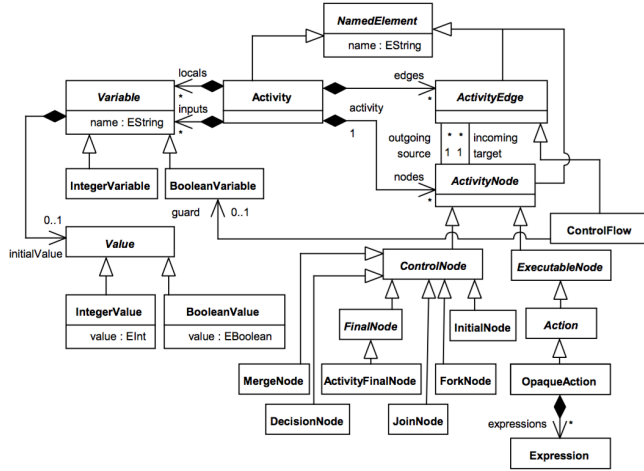 NamedElement
name : EString
locals
edges
Variable
Activity
ActivityEdge
*
*
inputs
name : EString
*
activity
1
outgoing
* *
incoming
source
1 1
target
IntegerVariable
BooleanVariable
nodes
*
ActivityNode
guard
0..1
0..1
initialValue
Value
ControlFlow
ControlNode
ExecutableNode
IntegerValue
value : EInt
BooleanValue
value : EBoolean
FinalNode
InitialNode
Action
MergeNode
ActivityFinalNode
ForkNode
OpaqueAction
DecisionNode
JoinNode
expressions
*
Expression